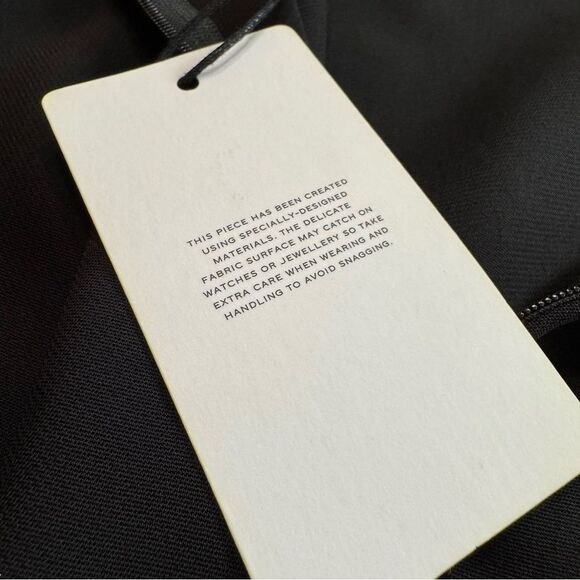 THIS PIECE HAS BEEN CREATED
USING SPECIALLY-DESIGNED
MATERIALS. THE DELICATE
FABRIC SURFACE MAY CATCH ON
WATCHES OR JEWELLERY SO TAKE
EXTRA CARE WHEN WEARING AND
HANDLING TO AVOID SNAGGING.